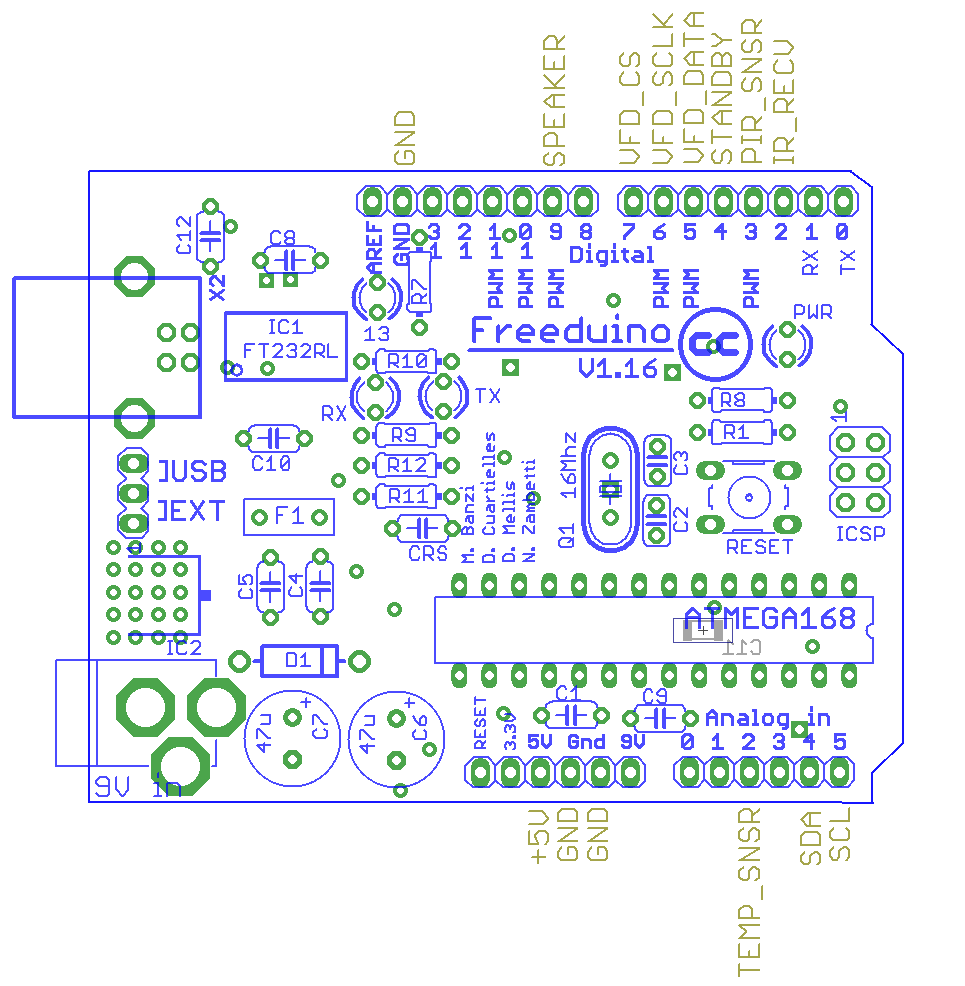 GND
SPEAKER
VFD_CS
VFD_SCLK
VFD_DATA
STANDBY
PIR_SNSR
IR_RECV
C12
C8
X2
AREF
GND
13
12
11
10
9
8
7
6
5
4
3
2
1
0
Digital
RX
TX
PWM
PWM
PWM
PWM
PWM
PWM
R7
13
IC1
FT232RL
Freeduino
V1.16
PWR
R10
RX
TX
R8
R1
1
R9
R12
R11
C10
]USB
]EXT
F1
CRS
M. Banzi
D. Cuartielles
D. Mellis
N. Zambetti
Q1
16MHz
C3
C2
RESET
ICSP
C5
C4
IC2
D1
ATMEGA168
C11
47u
C7
47u
C6
9V in
RESET
3.3V
C1
C9
5V
Gnd
9V
Analog in
0
1
2
3
4
5
+5V
GND
GND
TEMP_SNSR
SDA
SCL